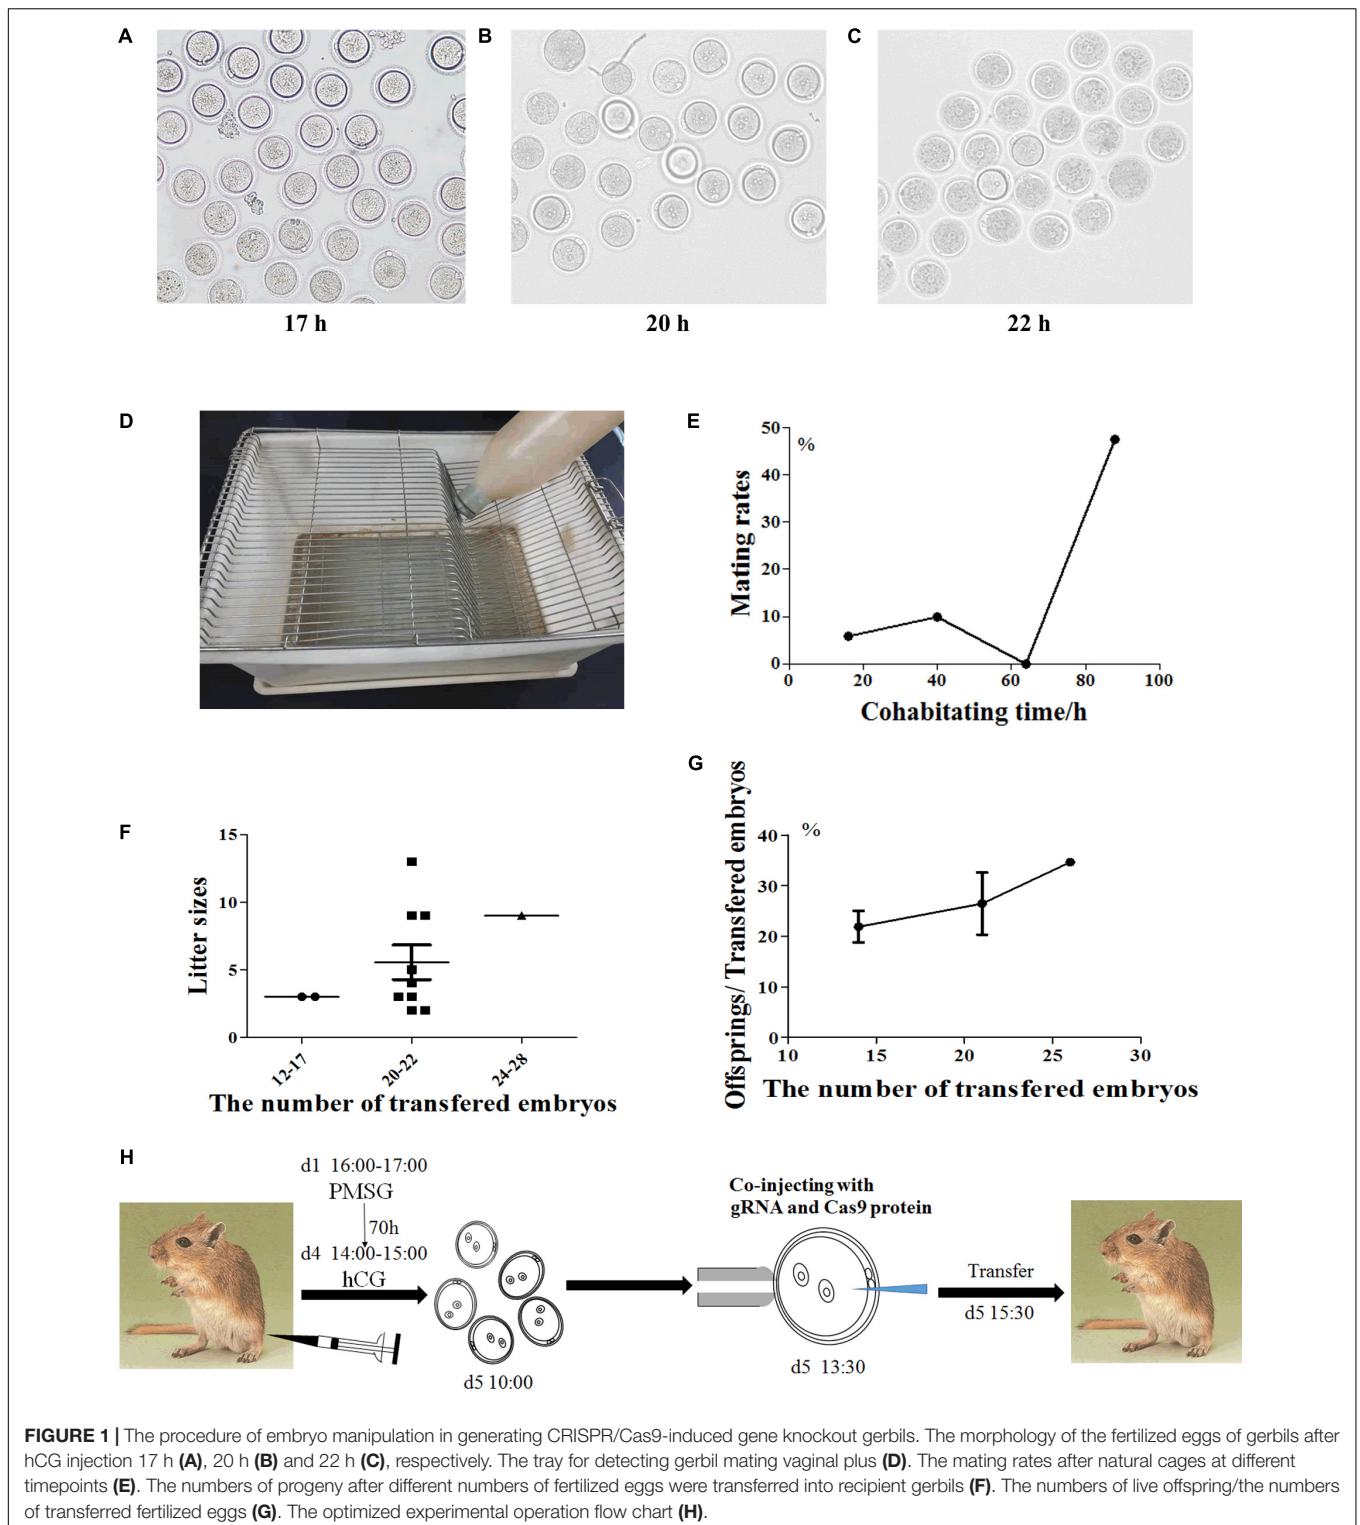 A
B
C
17 h
20 h
22 h
D
E
%
50
40
30
20
10
0
0
20
40
60
80
100
Mating rates
Cohabitating time/h
F
15
10
5
0
Litter sizes
12-17
20-22
24-28
The number of transfered embyros
G
%
40
30
20
10
0
10
15
20
25
30
Offsprings/ Transfered embryos
The number of transfered embyros
H
d1 16:00-17:00
PMSG
70h
d4 14:00-15:00
hCG
d5 10:00
Co-injecting with
gRNA and Cas9 protein
d5 13:30
Transfer
d5 15:30
FIGURE 1 | The procedure of embryo manipulation in generating CRISPR/Cas9-induced gene knockout gerbils. The morphology of the fertilized eggs of gerbils after
hCG injection 17 h (A), 20 h (B) and 22 h (C), respectively. The tray for detecting gerbil mating vaginal plus (D). The mating rates after natural cages at different
timepoints (E). The numbers of progeny after different numbers of fertilized eggs were transferred into recipient gerbils (F). The numbers of live offspring/the numbers
of transferred fertilized eggs (G). The optimized experimental operation flow chart (H).